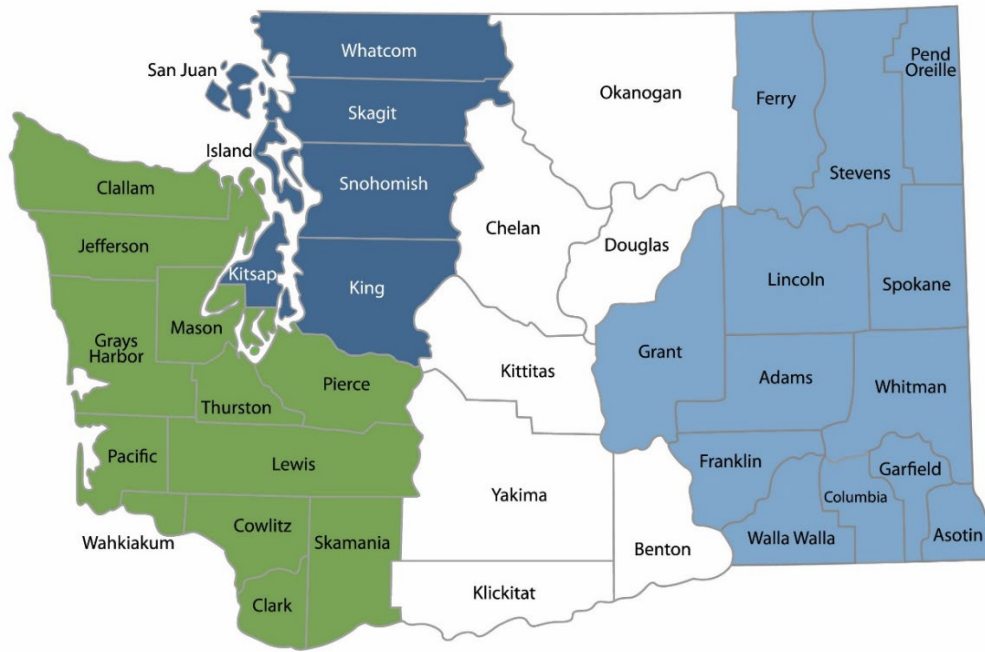 Whatcom
San Juan
Pend
Oreille
Okanogan
Ferry
Skagit
Island
Snohomish
Stevens
Clallam
Chelan
Douglas
Jefferson
Kitsap
King
Lincoln
Spokane
Mason
Grays
Harbor
Grant
Kittitas
Pierce
Adams
Whitman
Thurston
Pacific
Lewis
Franklin
Garfield
Yakima
Columbia
Cowlitz
Skamania
Wahkiakum
Walla Walla
Asotin
Benton
Klickitat
Clark